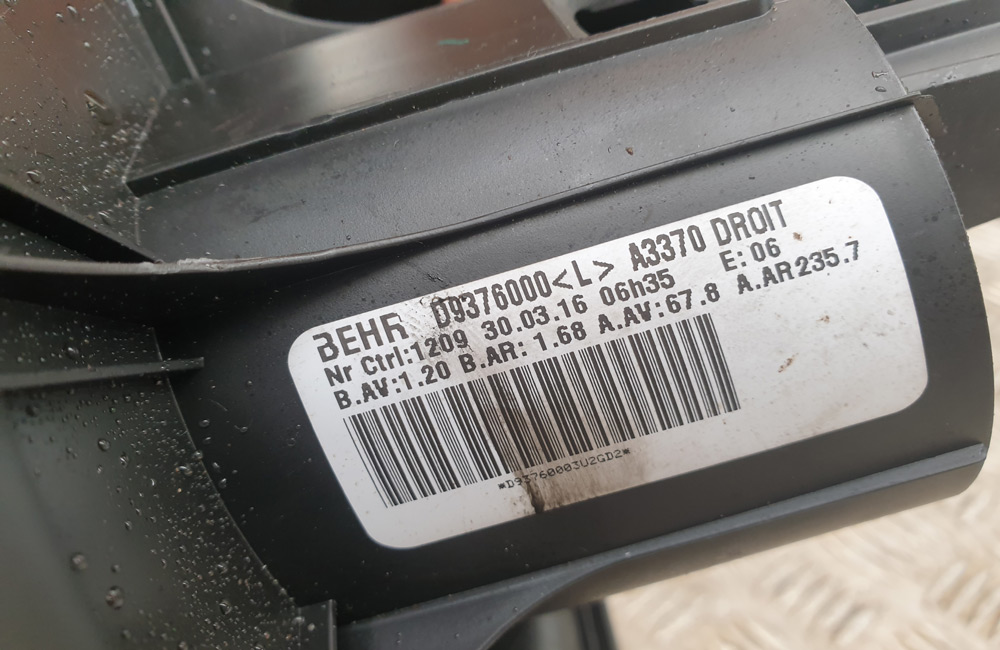 BEHR D9376000<L> A3370 DROIT
Nr Ctrl:1209 30.03.16 06h35 E: 06
B.AV:1.20 B.AR: 1.68 A.AV:67.8 A.AR235.7
*D93760003U2GD2*